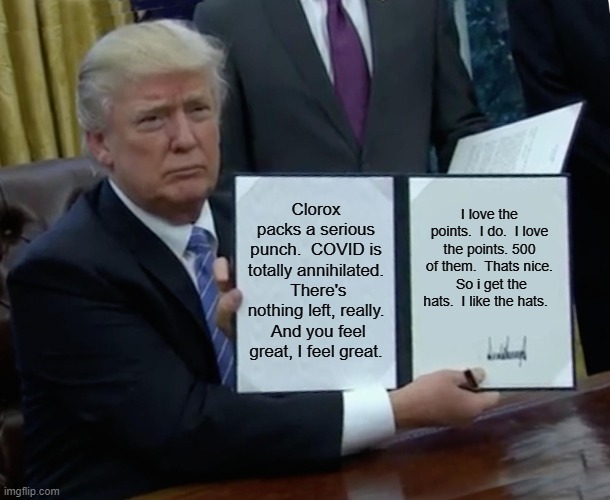 Clorox
packs a serious
punch.  COVID is
totally annihilated.
There's
nothing left, really.
And you feel
great, I feel great.
I love the
points.  I do.  I love
the points. 500
of them.  Thats nice.
So i get the
hats.  I like the hats.
imgflip.com